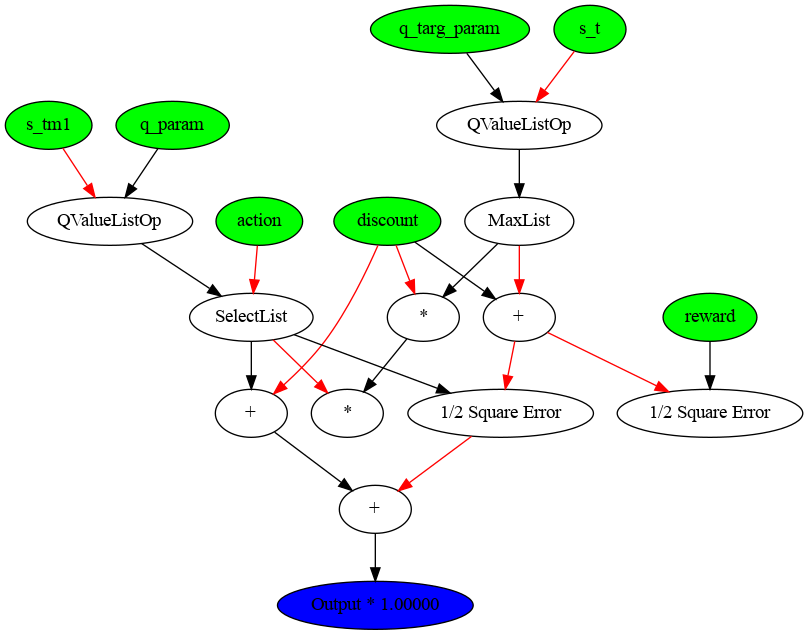 q_targ_param
s_t
s_tm1
q_param
QValueListOp
QValueListOp
action
discount
MaxList
SelectList
*
+
reward
+
*
1/2 Square Error
1/2 Square Error
+
Output * 1.00000